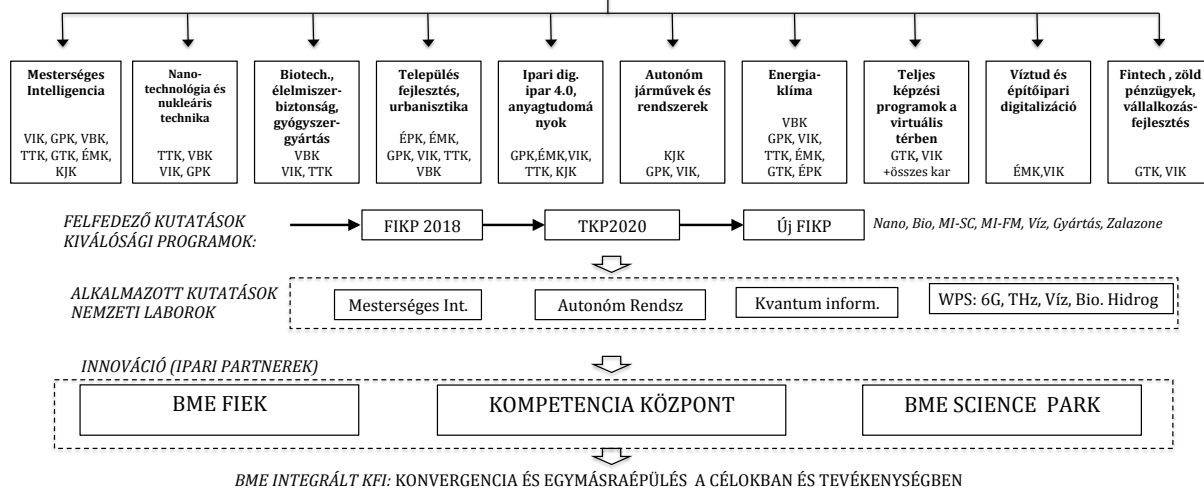 Mesterséges
Intelligencia
VIK, GPK, VBK,
TTK, GTK, ÉMK,
KJK
Nano-
technológia és
nukleáris
technika
TTK, VBK
VIK, GPK
Biotech.,
élelmiszer-
biztonság,
gyógyszer-
gyártás
VBK
VIK, TTK
Település
fejlesztés,
urbanisztika
ÉPK, ÉMK,
GPK, VIK, TTK,
VBK
Ipari dig.
ipar 4.0,
anyagtudomá
nyok
GPK,ÉMK,VIK,
TTK, KJK
Autonóm
járművek és
rendszerek
KJK
GPK, VIK,
Energia-
klíma
VBK
GPK, VIK,
TTK, ÉMK,
GTK, ÉPK
Teljes
képzési
programok a
virtuális
térben
GTK, VIK
+összes kar
Víztud és
építőipari
digitalizáció
ÉMK,VIK
Fintech , zöld
pénzügyek,
vállalkozás-
fejlesztés
GTK, VIK
FELFEDEZŐ KUTATÁSOK
KIVÁLÓSÁGI PROGRAMOK:
FIKP 2018
TKP2020
Új FIKP
Nano, Bio, MI-SC, MI-FM, Víz, Gyártás, Zalazone
ALKALMAZOTT KUTATÁSOK
NEMZETI LABOROK
Mesterséges Int.
Autonóm Rendsz
Kvantum inform.
WPS: 6G, THz, Víz, Bio. Hidrog
INNOVÁCIÓ (IPARI PARTNEREK)
BME FIEK
KOMPETENCIA KÖZPONT
BME SCIENCE PARK
BME INTEGRÁLT KFI: KONVERGENCIA ÉS EGYMÁSRAÉPÜLÉS A CÉLOKBAN ÉS TEVÉKENYSÉGBEN